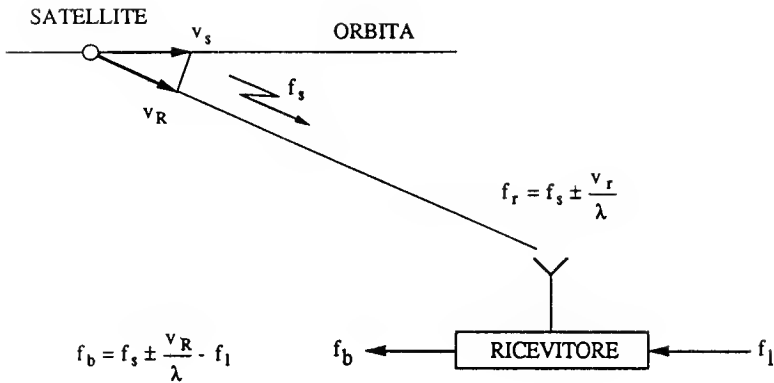 SATELLITE
v_s
ORBITA
f_s
v_R
f_r = f_s ± v_r/λ
f_b = f_s ± v_R/λ - f_l
f_b
RICEVITORE
f_l